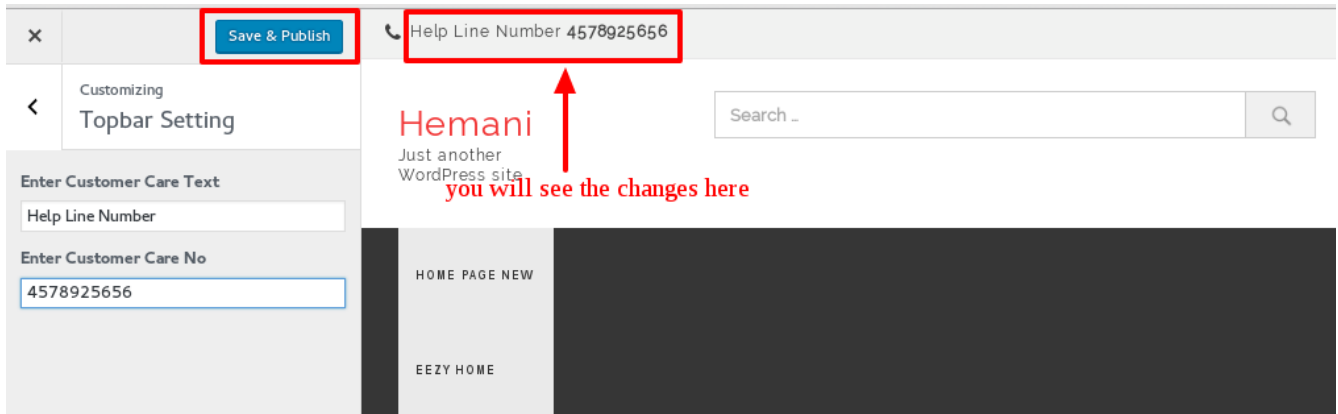 Save & Publish
Help Line Number 4578925656
Customizing
Topbar Setting
Enter Customer Care Text
Help Line Number
Enter Customer Care No
4578925656
Hemani
Just another
WordPress site
Search …
you will see the changes here
HOME PAGE NEW
EEZY HOME